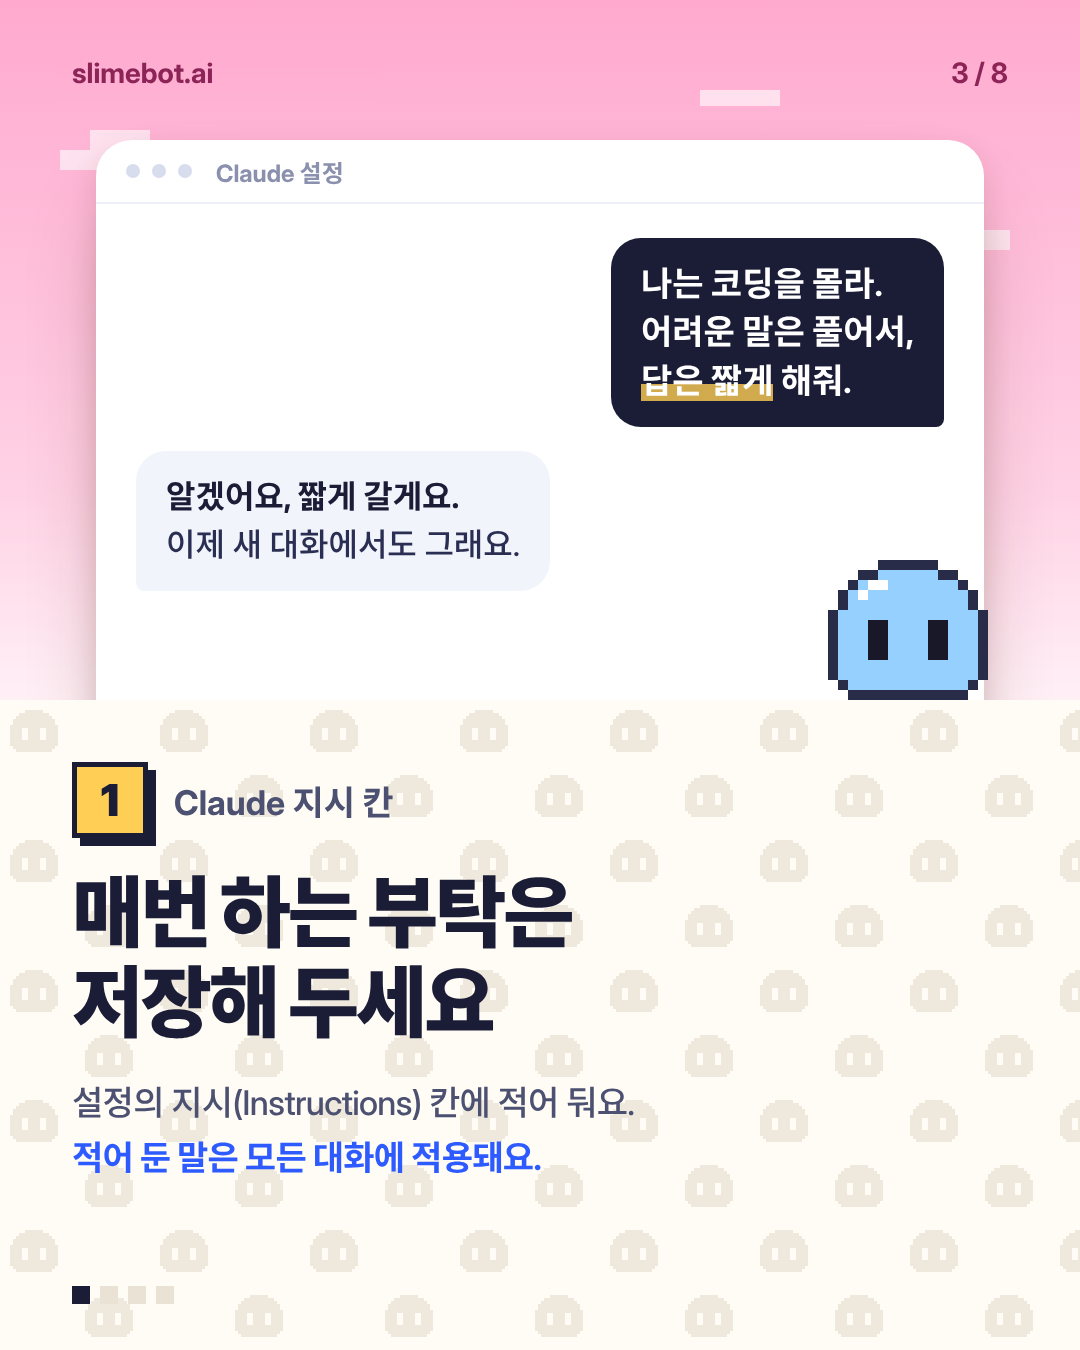 slimebot.ai
3 / 8
Claude 설정
나는 코딩을 몰라.
어려운 말은 풀어서,
답은 짧게 해줘.
알겠어요, 짧게 갈게요.
이제 새 대화에서도 그래요.
1
Claude 지시 칸
매번 하는 부탁은
저장해 두세요
설정의 지시(Instructions) 칸에 적어 둬요.
적어 둔 말은 모든 대화에 적용돼요.